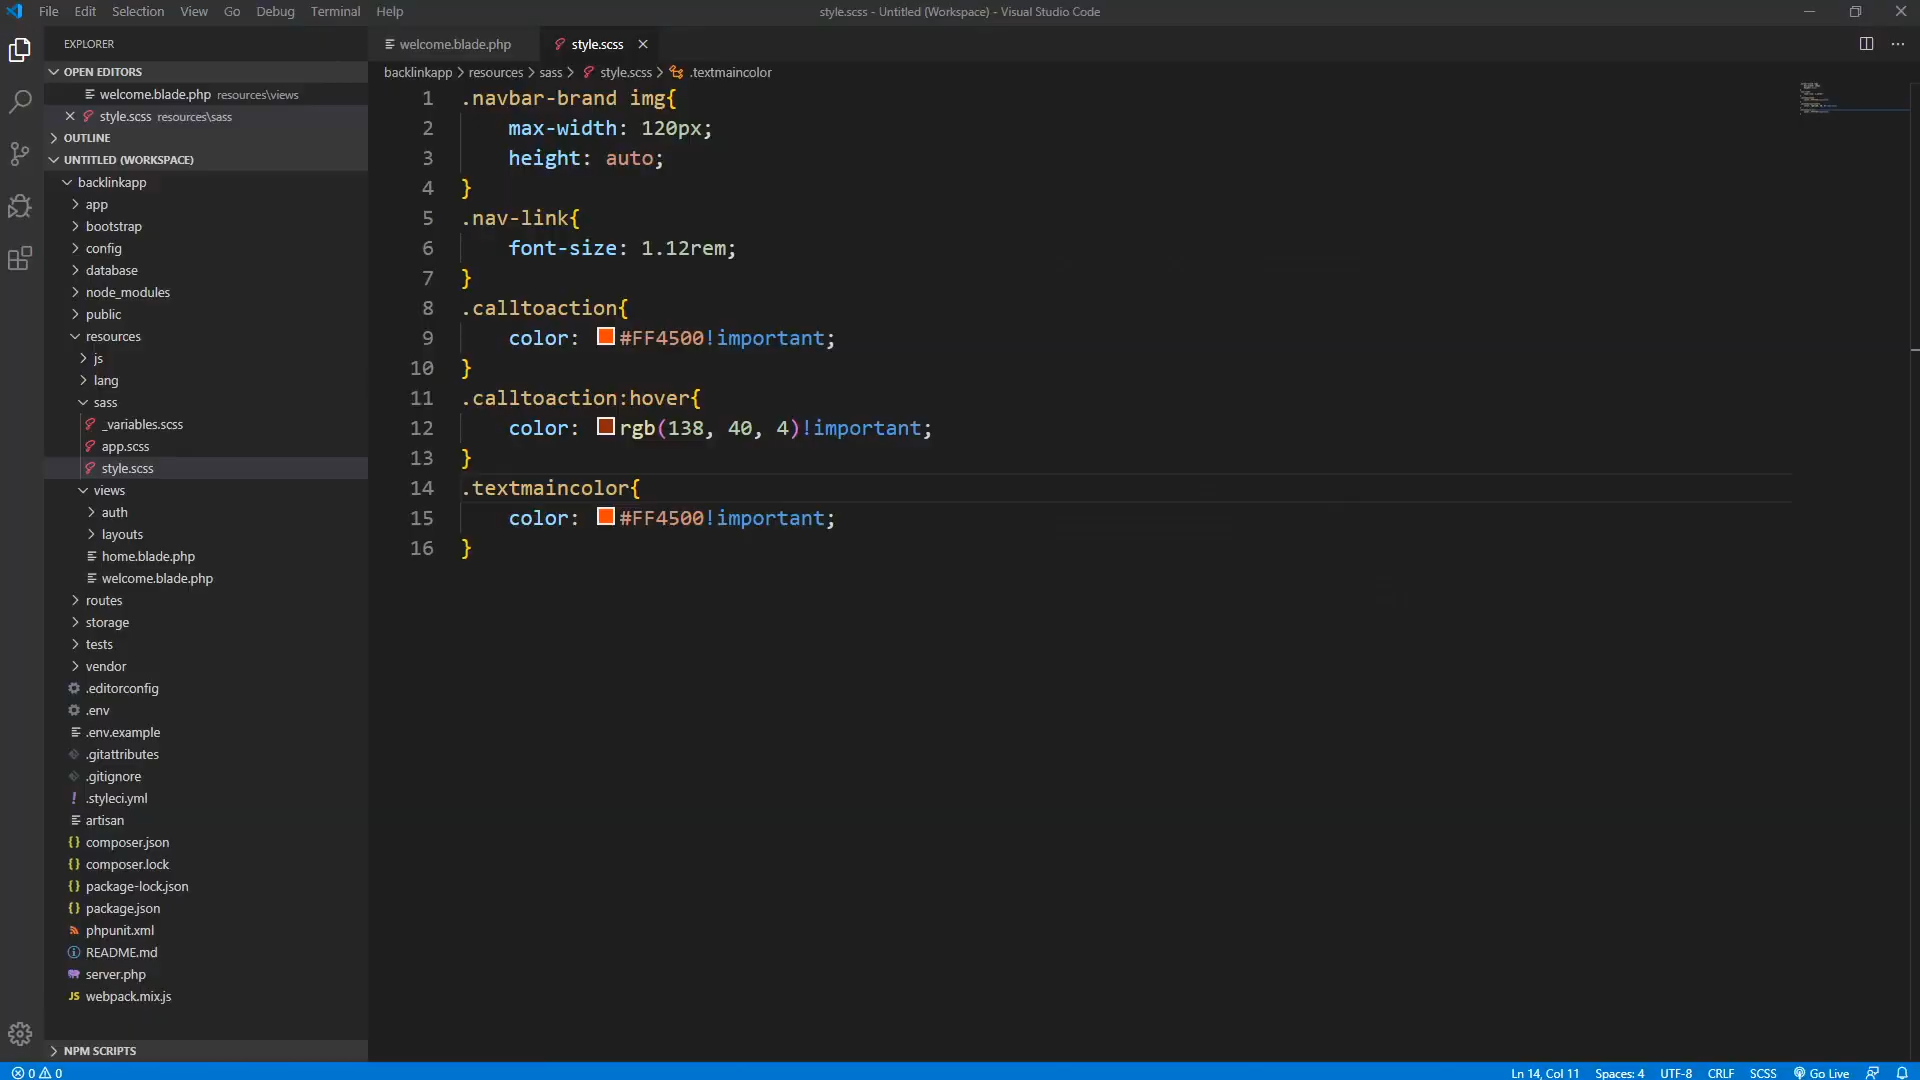 File Edit Selection View Go Debug Terminal Help
style.scss - Untitled (Workspace) - Visual Studio Code
EXPLORER
OPEN EDITORS
welcome.blade.php resources\views
style.scss resources\sass
OUTLINE
UNTITLED (WORKSPACE)
backlinkapp
app
bootstrap
config
database
node_modules
public
resources
js
lang
sass
_variables.scss
app.scss
style.scss
views
auth
layouts
home.blade.php
welcome.blade.php
routes
storage
tests
vendor
.editorconfig
.env
.env.example
.gitattributes
.gitignore
.styleci.yml
artisan
composer.json
composer.lock
package-lock.json
package.json
phpunit.xml
README.md
server.php
JS webpack.mix.js
NPM SCRIPTS
welcome.blade.php style.scss
backlinkapp > resources > sass > style.scss > .textmaincolor
1 .navbar-brand img{
2 max-width: 120px;
3 height: auto;
4 }
5 .nav-link{
6 font-size: 1.12rem;
7 }
8 .calltoaction{
9 color: #FF4500!important;
10 }
11 .calltoaction:hover{
12 color: rgb(138, 40, 4)!important;
13 }
14 .textmaincolor{
15 color: #FF4500!important;
16 }
0 0
Ln 14, Col 11 Spaces: 4 UTF-8 CRLF SCSS Go Live